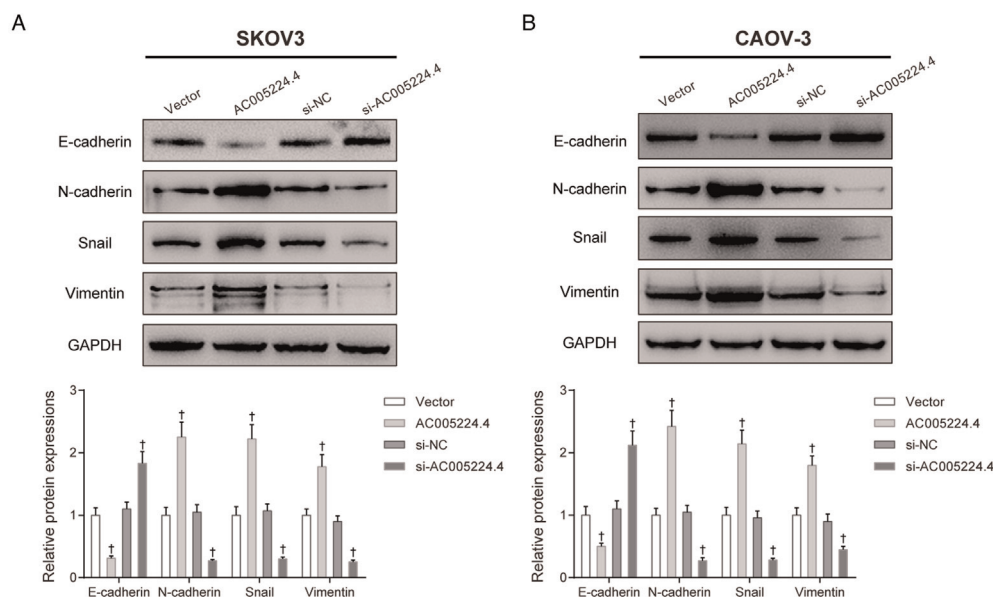 A
SKOV3
Vector
AC005224.4
si-NC
si-AC005224.4
E-cadherin
N-cadherin
Snail
Vimentin
GAPDH
Relative protein expressions
3
2
1
0
†
†
†
†
†
†
†
†
E-cadherin N-cadherin Snail Vimentin
Vector
AC005224.4
si-NC
si-AC005224.4
B
CAOV-3
Vector
AC005224.4
si-NC
si-AC005224.4
E-cadherin
N-cadherin
Snail
Vimentin
GAPDH
Relative protein expressions
3
2
1
0
†
†
†
†
†
†
†
†
E-cadherin N-cadherin Snail Vimentin
Vector
AC005224.4
si-NC
si-AC005224.4